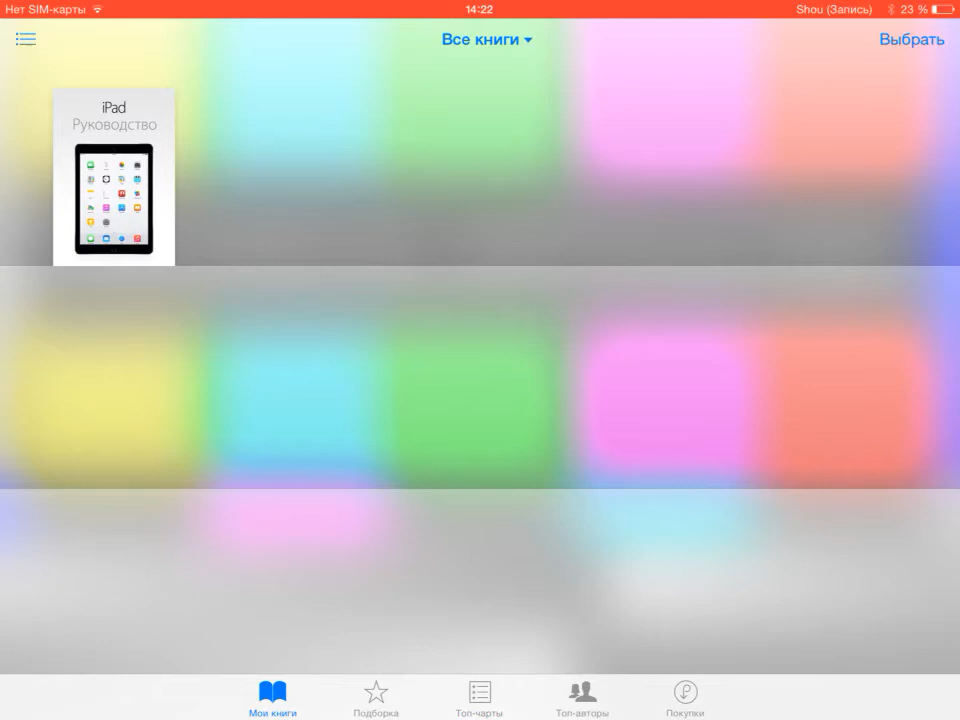 Нет SIM-карты
14:22
Shou (Запись)
23 %
Все книги
Выбрать
iPad
Руководство
Мои книги
Подборка
Топ-чарты
Топ-авторы
Покупки